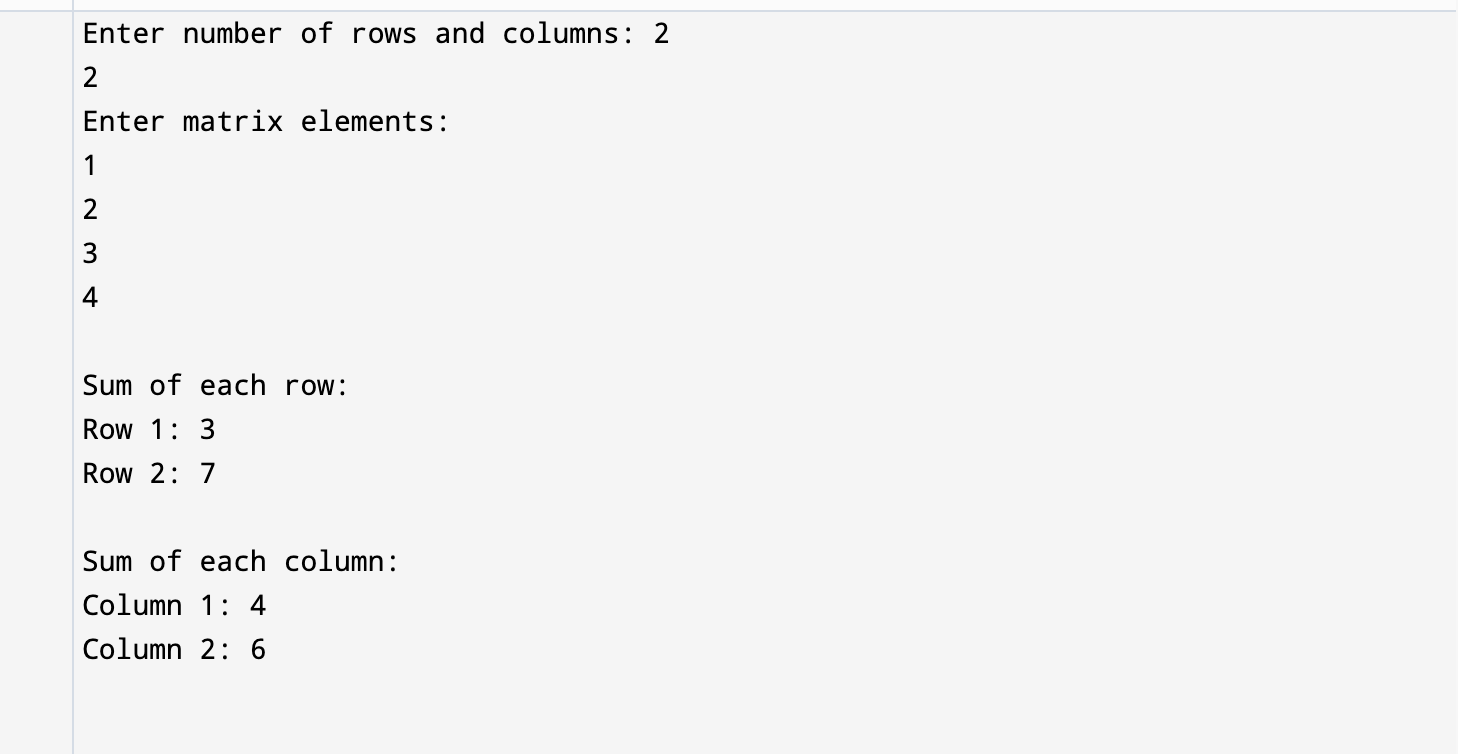 Enter number of rows and columns: 2
2
Enter matrix elements:
1
2
3
4
Sum of each row:
Row 1: 3
Row 2: 7
Sum of each column:
Column 1: 4
Column 2: 6